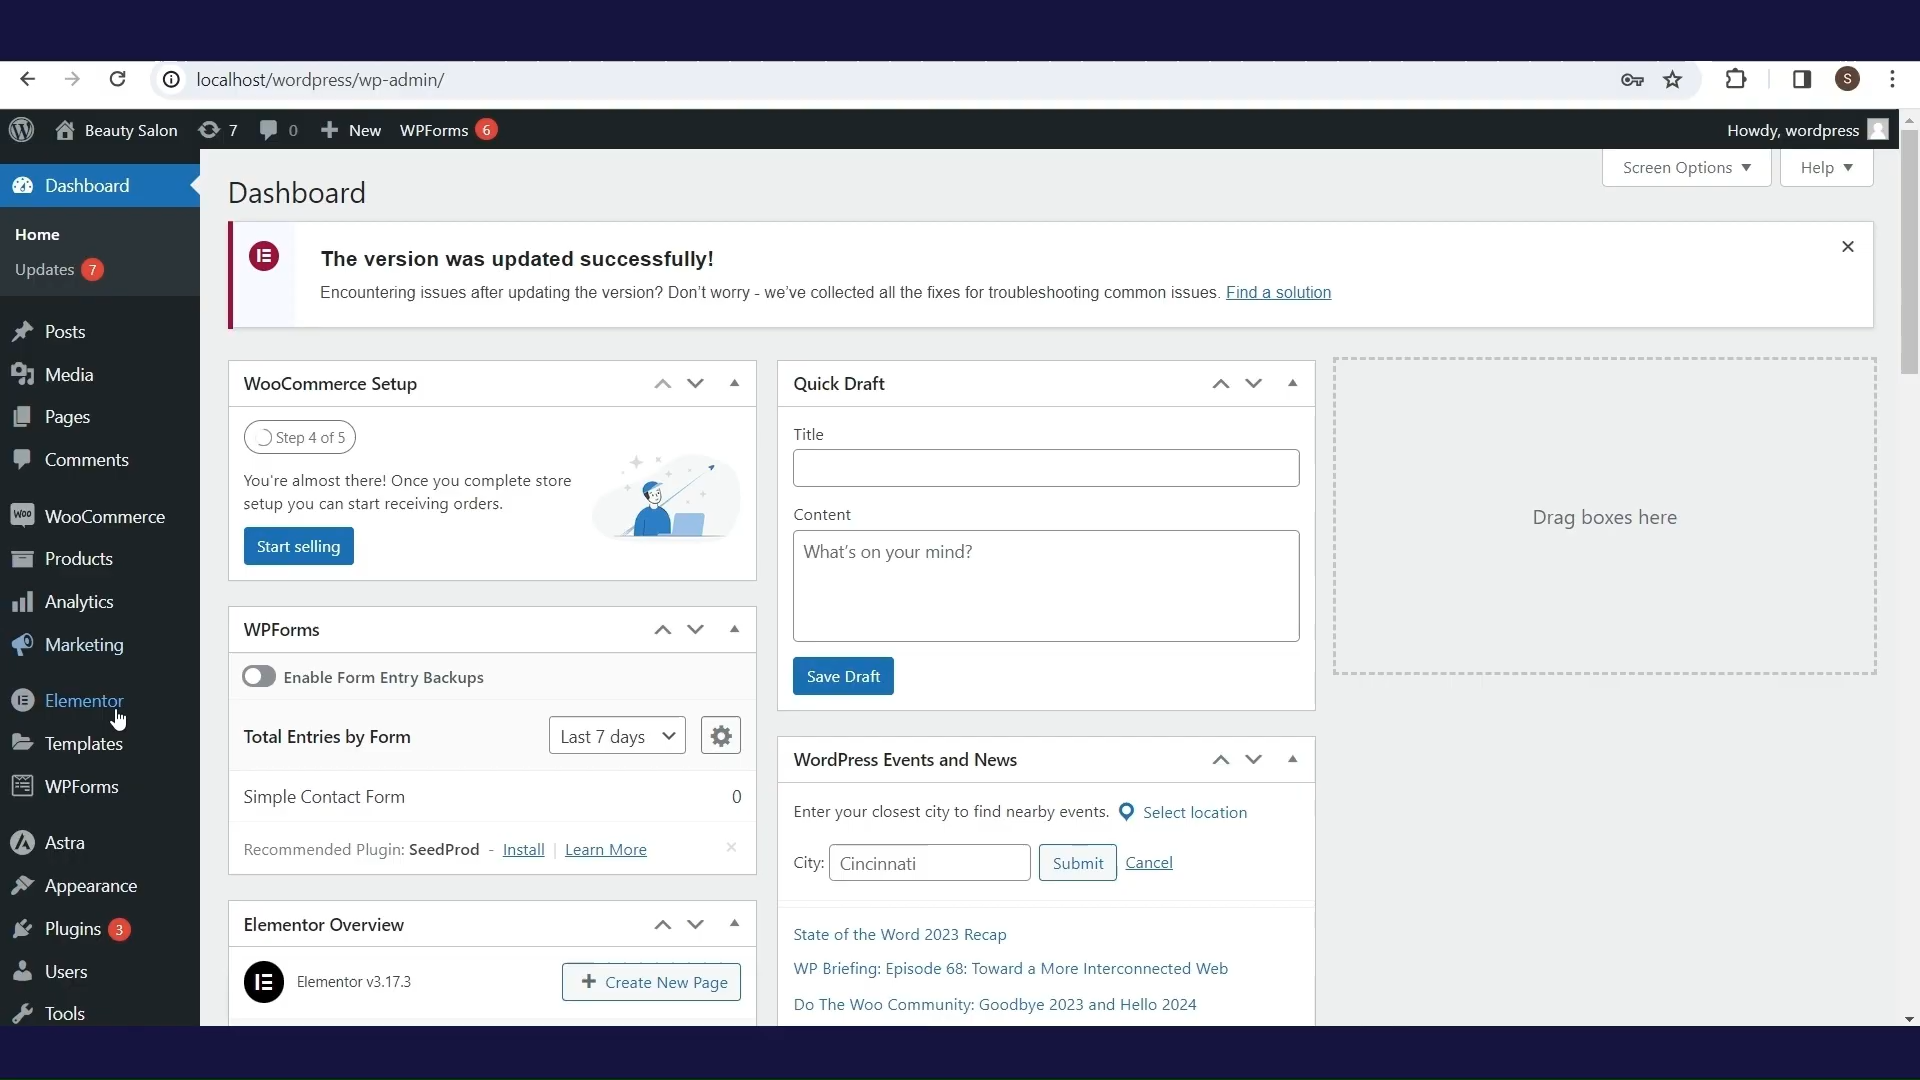 localhost/wordpress/wp-admin/
S
Beauty Salon
7
0
New
WPForms 6
Howdy, wordpress
Dashboard
Home
Updates 7
Posts
Media
Pages
Comments
Woo WooCommerce
Products
Analytics
Marketing
Elementor
Templates
WPForms
Astra
Appearance
Plugins 3
Users
Tools
Screen Options
Help
Dashboard
The version was updated successfully!
Encountering issues after updating the version? Don't worry - we've collected all the fixes for troubleshooting common issues. Find a solution
WooCommerce Setup
Step 4 of 5
You're almost there! Once you complete store
setup you can start receiving orders.
Start selling
WPForms
Enable Form Entry Backups
Total Entries by Form
Last 7 days
Simple Contact Form 0
Recommended Plugin: SeedProd - Install | Learn More
Elementor Overview
Elementor v3.17.3
+ Create New Page
Quick Draft
Title
Content
What's on your mind?
Save Draft
WordPress Events and News
Enter your closest city to find nearby events. Select location
City: Cincinnati Submit Cancel
State of the Word 2023 Recap
WP Briefing: Episode 68: Toward a More Interconnected Web
Do The Woo Community: Goodbye 2023 and Hello 2024
Drag boxes here